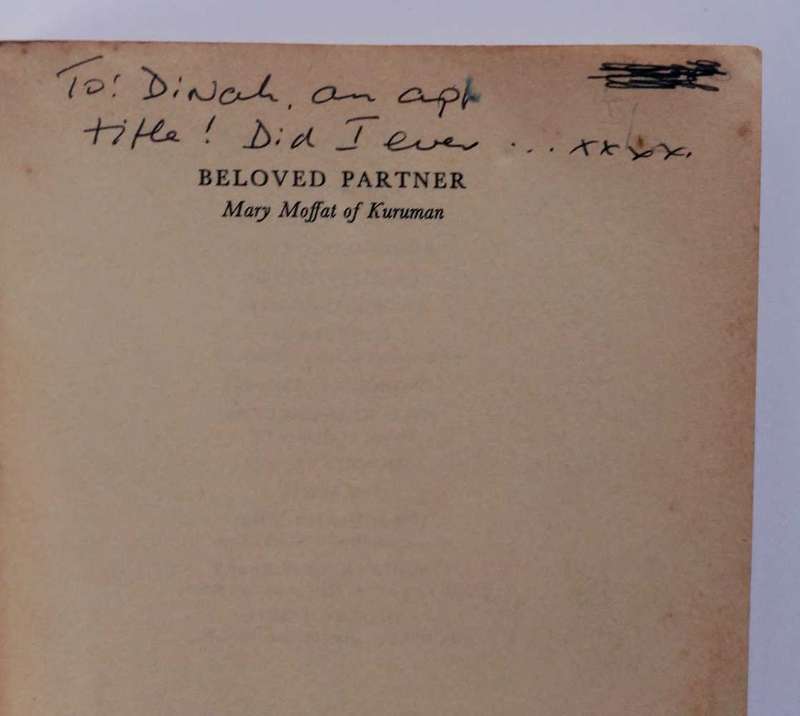 To! Dinah, an apt
title! Did I ever ... xxxx.
BELOVED PARTNER
Mary Moffat of Kuruman